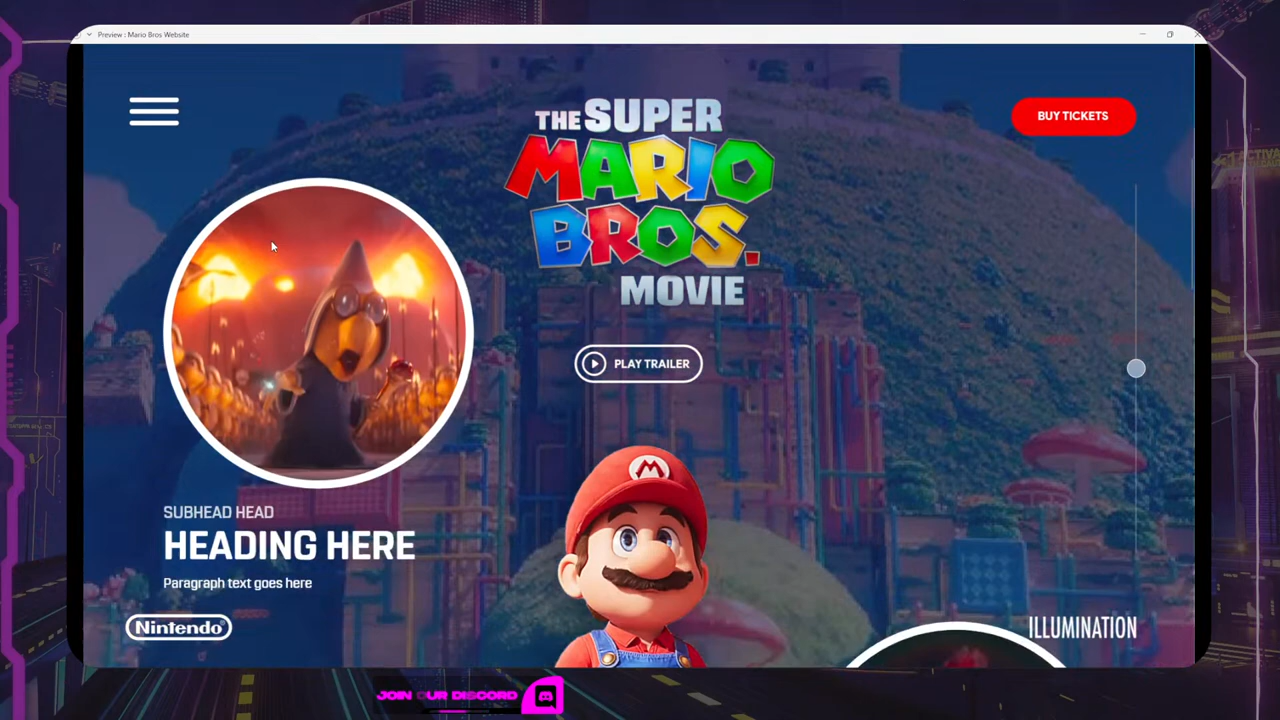 Preview : Mario Bros Website
THE SUPER
MARIO
BROS.
MOVIE
BUY TICKETS
PLAY TRAILER
M
SUBHEAD HEAD
HEADING HERE
Paragraph text goes here
Nintendo
ILLUMINATION
JOIN OUR DISCORD